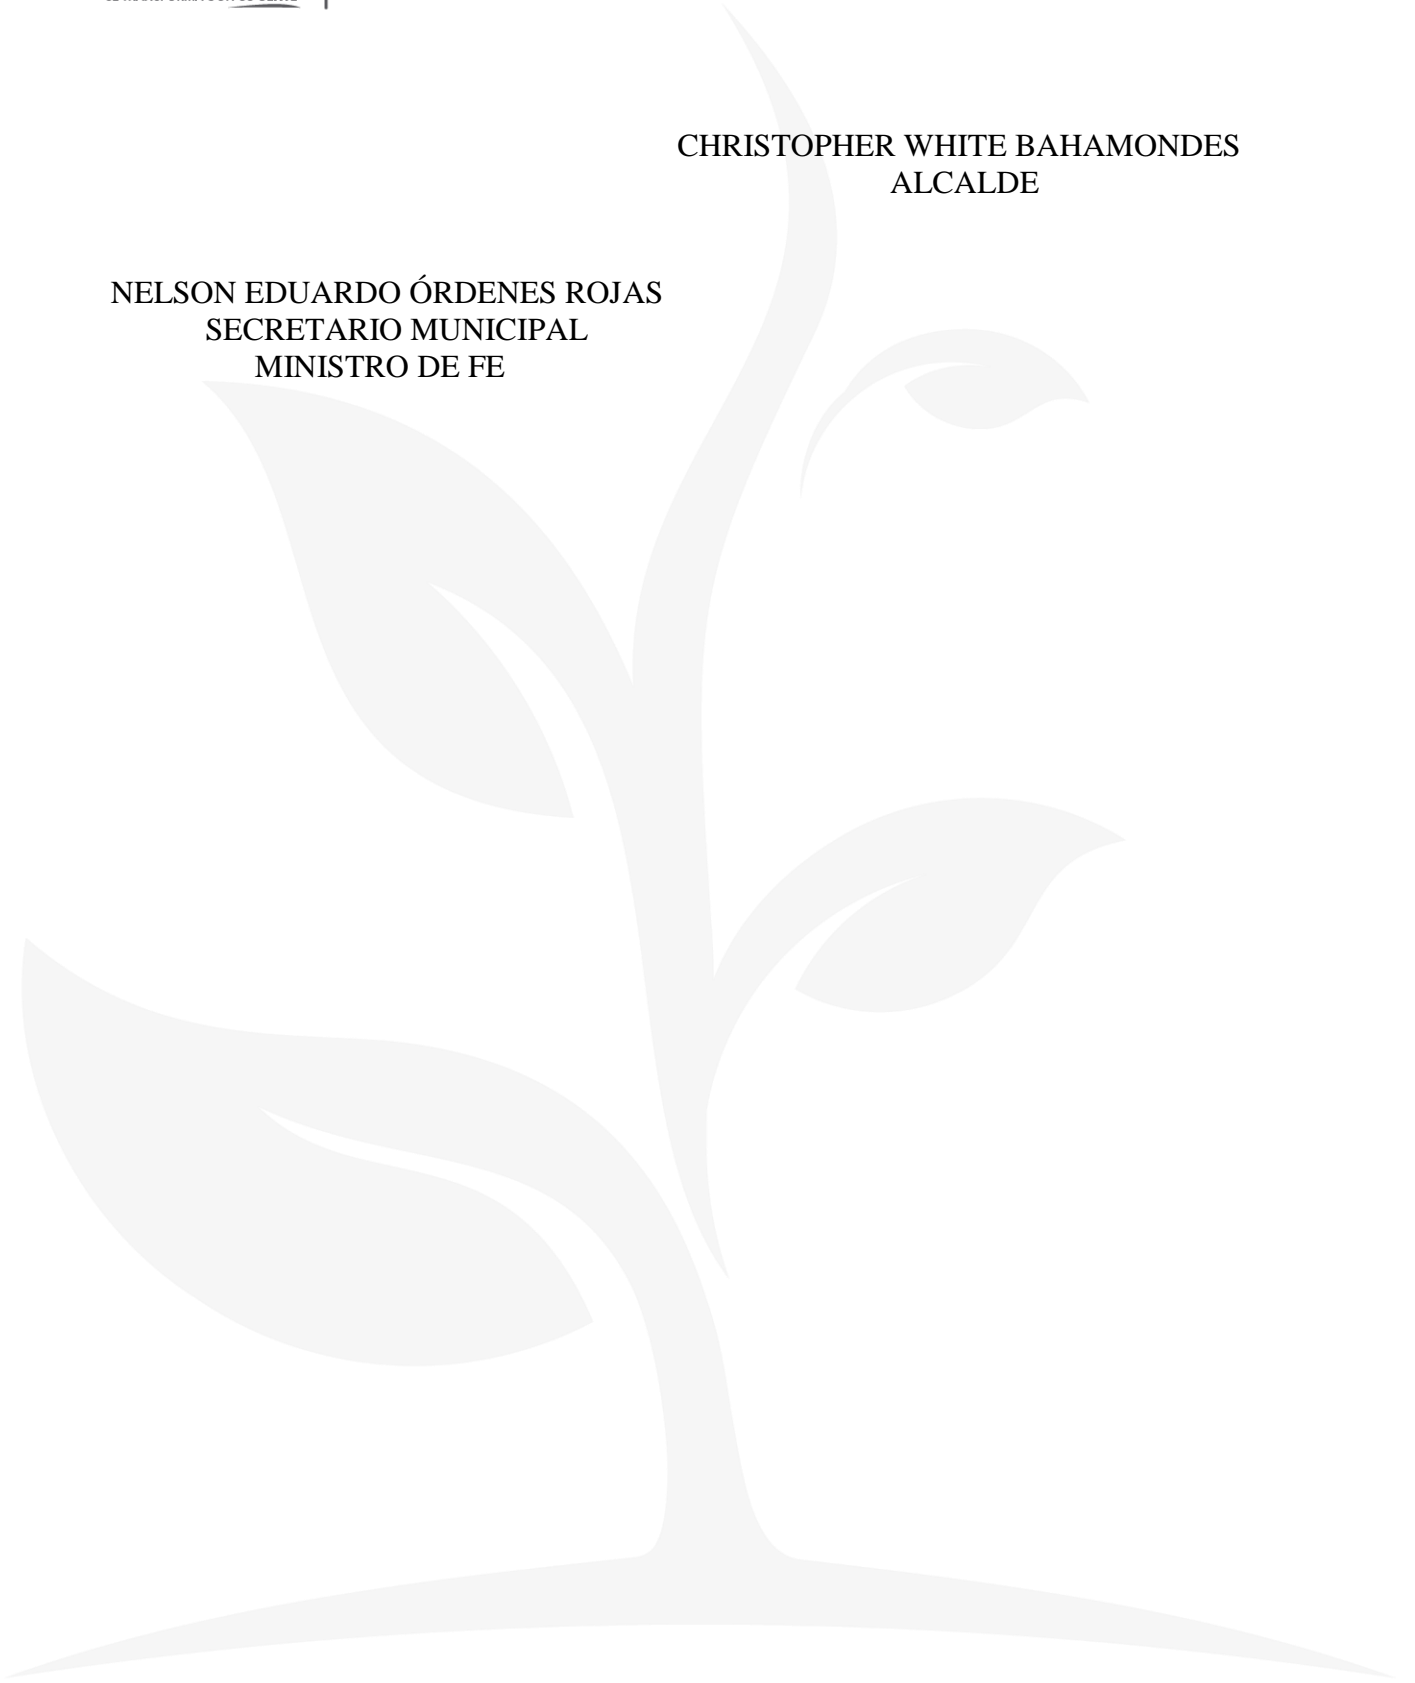 CHRISTOPHER WHITE BAHAMONDES
ALCALDE
NELSON EDUARDO ÓRDENES ROJAS
SECRETARIO MUNICIPAL
MINISTRO DE FE